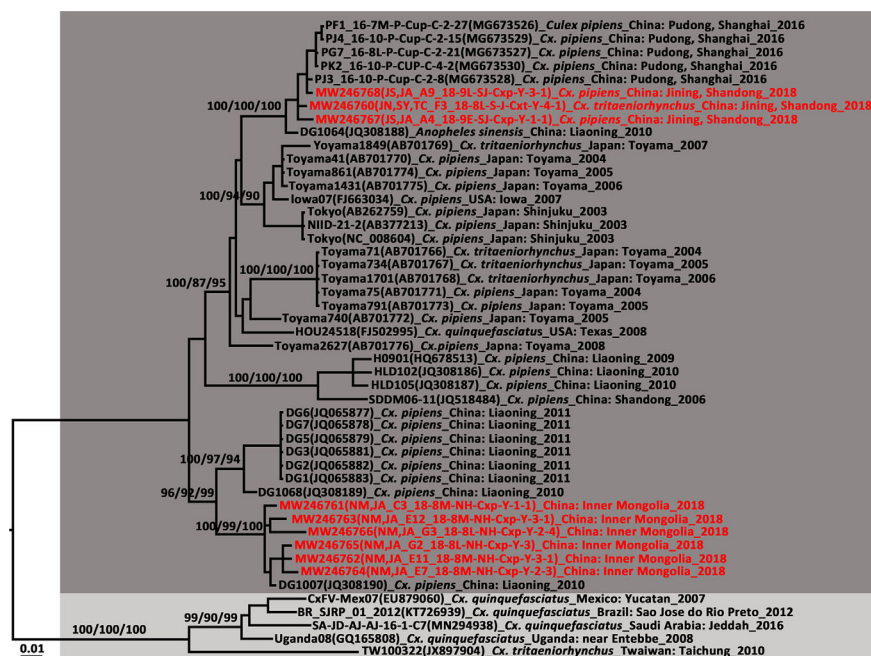 PF1_16-7M-P-Cup-C-2-27(MG673526)_Culex pipiens_China: Pudong, Shanghai_2016
PJ4_16-10-P-Cup-C-2-15(MG673529)_Cx. pipiens_China: Pudong, Shanghai_2016
PG7_16-8L-P-CUP-C-2-21(MG673527)_Cx. pipiens_China: Pudong, Shanghai_2016
PK2_16-10-P-CUP-C-4-2(MG673530)_Cx. pipiens_China: Pudong, Shanghai_2016
PJ3_16-10-P-CuP-C-2-8(MG673528)_Cx. pipiens_China: Pudong, Shanghai_2016
MW246768(JS,JA_A9_18-9L-SJ-Cxp-Y-3-1)_Cx. pipiens_China: Jining, Shandong_2018
100/100/100
MW246760(JN,SY,TC_F3_18-8L-S-J-Cxt-Y-4-1)_Cx. tritaeniorhynchus_China: Jining, Shandong_2018
MW246767(JS,JA_A4_18-9E-SJ-Cxp-Y-1-1)_Cx. pipiens_China: Jining, Shandong_2018
DG1064(JQ308188)_Anopheles sinensis_China: Liaoning_2010
Yoyama1849(AB701769)_Cx. tritaeniorhynchus_Japan: Toyama_2007
Toyama41(AB701770)_Cx. pipiens_Japan: Toyama_2004
Toyama861(AB701774)_Cx. pipiens_Japan: Toyama_2005
Toyama1431(AB701775)_Cx. pipiens_Japan: Toyama_2006
100/94/90
Iowa07(FJ663034)_Cx. pipiens_USA: Iowa_2007
Tokyo(AB262759)_Cx. pipiens_Japan: Shinjuku_2003
NIID-21-2(AB377213)_Cx. pipiens_Japan: Shinjuku_2003
Tokyo(NC_008604)_Cx. pipiens_Japan: Shinjuku_2003
Toyama71(AB701766)_Cx. tritaeniorhynchus_Japan: Toyama_2004
100/100/100
Toyama734(AB701767)_Cx. tritaeniorhynchus_Japan: Toyama_2005
100/87/95
Toyama1701(AB701768)_Cx. tritaeniorhynchus_Japan: Toyama_2006
Toyama75(AB701771)_Cx. pipiens_Japan: Toyama_2004
Toyama791(AB701773)_Cx. pipiens_Japan: Toyama_2005
Toyama740(AB701772)_Cx. pipiens_Japan: Toyama_2005
HOU24518(FJ502995)_Cx. quinquefasciatus_USA: Texas_2008
Toyama2627(AB701776)_Cx.pipiens_Japna: Toyama_2008
H0901(HQ678513)_Cx. pipiens_China: Liaoning_2009
100/100/100
HLD102(JQ308186)_Cx. pipiens_China: Liaoning_2010
HLD105(JQ308187)_Cx. pipiens_China: Liaoning_2010
SDDM06-11(JQ518484)_Cx. pipiens_China: Shandong_2006
DG6(JQ065877)_Cx. pipiens_China: Liaoning_2011
DG7(JQ065878)_Cx. pipiens_China: Liaoning_2011
DG5(JQ065879)_Cx. pipiens_China: Liaoning_2011
DG3(JQ065881)_Cx. pipiens_China: Liaoning_2011
100/97/94
DG2(JQ065882)_Cx. pipiens_China: Liaoning_2011
DG1(JQ065883)_Cx. pipiens_China: Liaoning_2011
96/92/99
DG1068(JQ308189)_Cx. pipiens_China: Liaoning_2010
MW246761(NM,JA_C3_18-8M-NH-Cxp-Y-1-1)_China: Inner Mongolia_2018
MW246763(NM,JA_E12_18-8M-NH-Cxp-Y-3-1)_China: Inner Mongolia_2018
100/99/100
MW246766(NM,JA_G3_18-8L-NH-Cxp-Y-2-4)_China: Inner Mongolia_2018
MW246765(NM,JA_G2_18-8L-NH-Cxp-Y-3)_China: Inner Mongolia_2018
MW246762(NM,JA_E11_18-8M-NH-Cxp-Y-3-1)_China: Inner Mongolia_2018
MW246764(NM,JA_E7_18-8M-NH-Cxp-Y-2-3)_China: Inner Mongolia_2018
DG1007(JQ308190)_Cx. pipiens_China: Liaoning_2010
CxFV-Mex07(EU879060)_Cx. quinquefasciatus_Mexico: Yucatan_2007
99/90/99
BR_SJRP_01_2012(KT726939)_Cx. quinquefasciatus_Brazil: Sao Jose do Rio Preto_2012
SA-JD-AJ-AJ-16-1-C7(MN294938)_Cx. quinquefasciatus_Saudi Arabia: Jeddah_2016
100/100/100
Uganda08(GQ165808)_Cx. quinquefasciatus_Uganda: near Entebbe_2008
TW100322(JX897904)_Cx. tritaeniorhynchus_Twaiwan: Taichung_2010
0.01